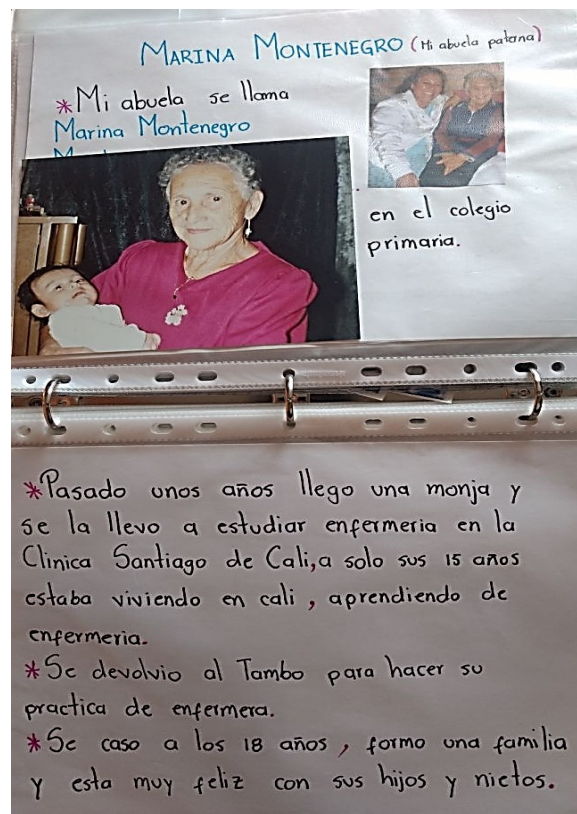 MARINA MONTENEGRO (Mi abuela paterna)
*Mi abuela se llama
Marina Montenegro
en el colegio
primaria.
*Pasado unos años llego una monja y
se la llevo a estudiar enfermeria en la
Clinica Santiago de Cali, a solo sus 15 años
estaba viviendo en cali, aprendiendo de
enfermeria.
*Se devolvio al Tambo para hacer su
practica de enfermera.
*Se caso a los 18 años, formo una familia
y esta muy feliz con sus hijos y nietos.